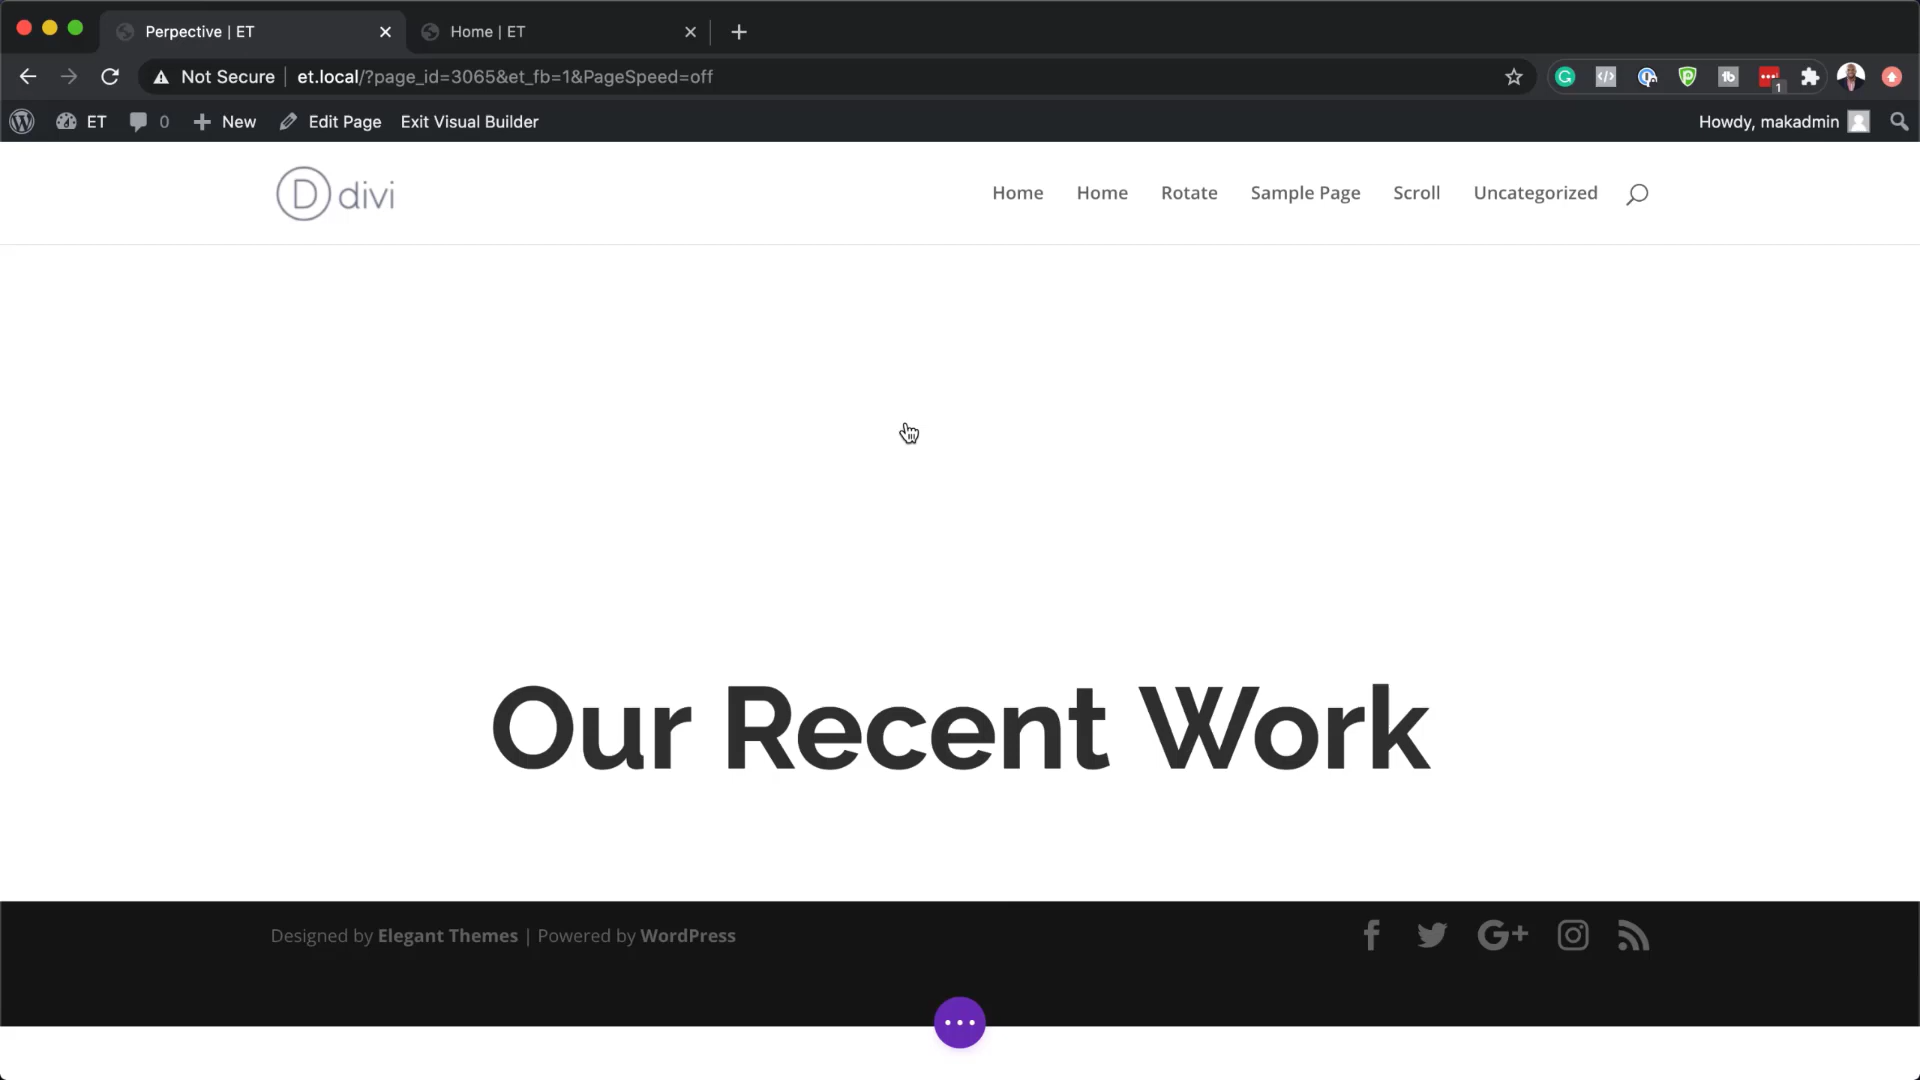 Perpective | ET
Home | ET
Not Secure
et.local/?page_id=3065&et_fb=1&PageSpeed=off
1
ET
0
New
Edit Page
Exit Visual Builder
Howdy, makadmin
D divi
Home
Home
Rotate
Sample Page
Scroll
Uncategorized
Our Recent Work
Designed by Elegant Themes | Powered by WordPress